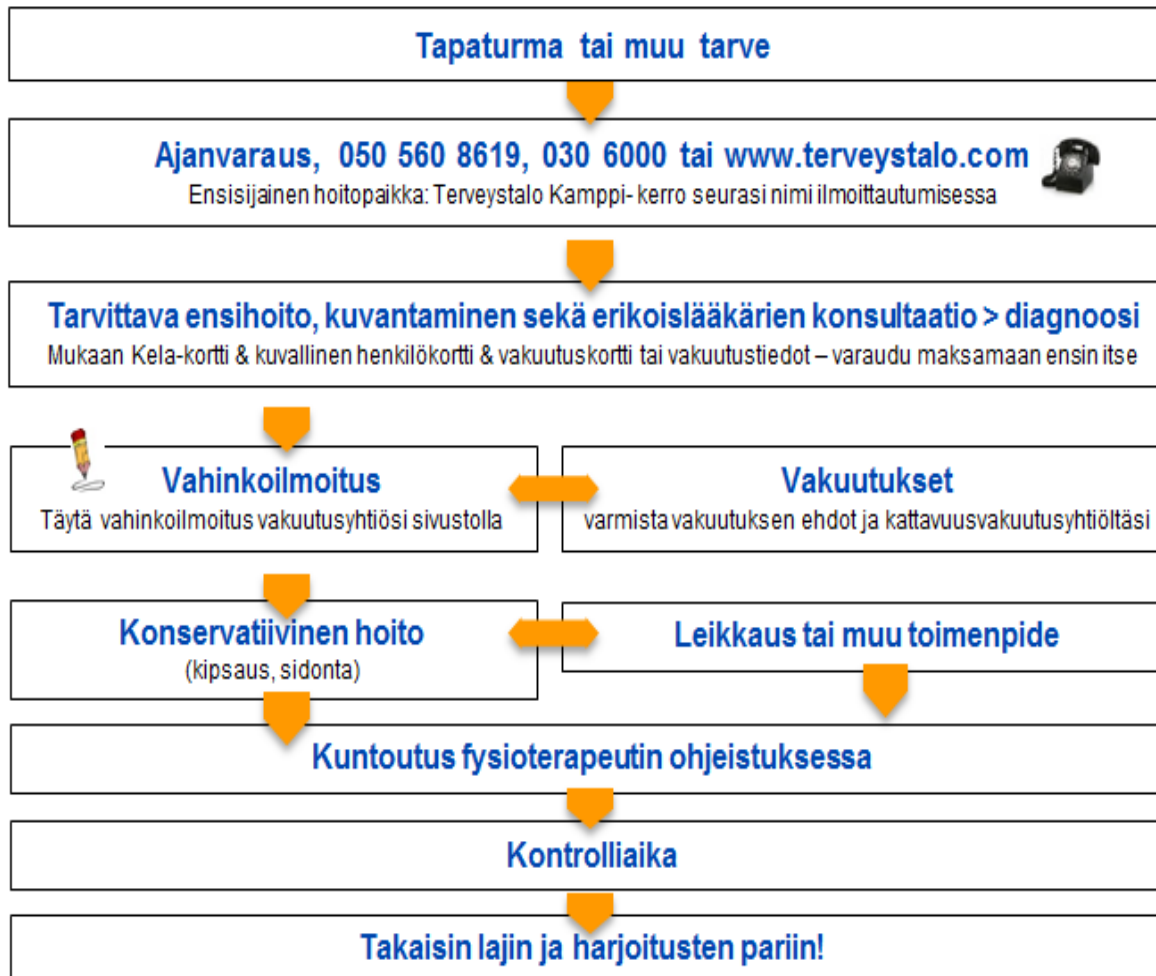 Tapaturma tai muu tarve
Ajanvaraus, 050 560 8619, 030 6000 tai www.terveystalo.com
Ensisijainen hoitopaikka: Terveystalo Kamppi- kerro seurasi nimi ilmoittautumisessa
Tarvittava ensihoito, kuvantaminen sekä erikoislääkärien konsultaatio > diagnoosi
Mukaan Kela-kortti & kuvallinen henkilökortti & vakuutuskortti tai vakuutustiedot – varaudu maksamaan ensin itse
Vahinkoilmoitus
Täytä vahinkoilmoitus vakuutusyhtiösi sivustolla
Vakuutukset
varmista vakuutuksen ehdot ja kattavuusvakuutusyhtiöltäsi
Konservatiivinen hoito
(kipsaus, sidonta)
Leikkaus tai muu toimenpide
Kuntoutus fysioterapeutin ohjeistuksessa
Kontrolliaika
Takaisin lajin ja harjoitusten pariin!